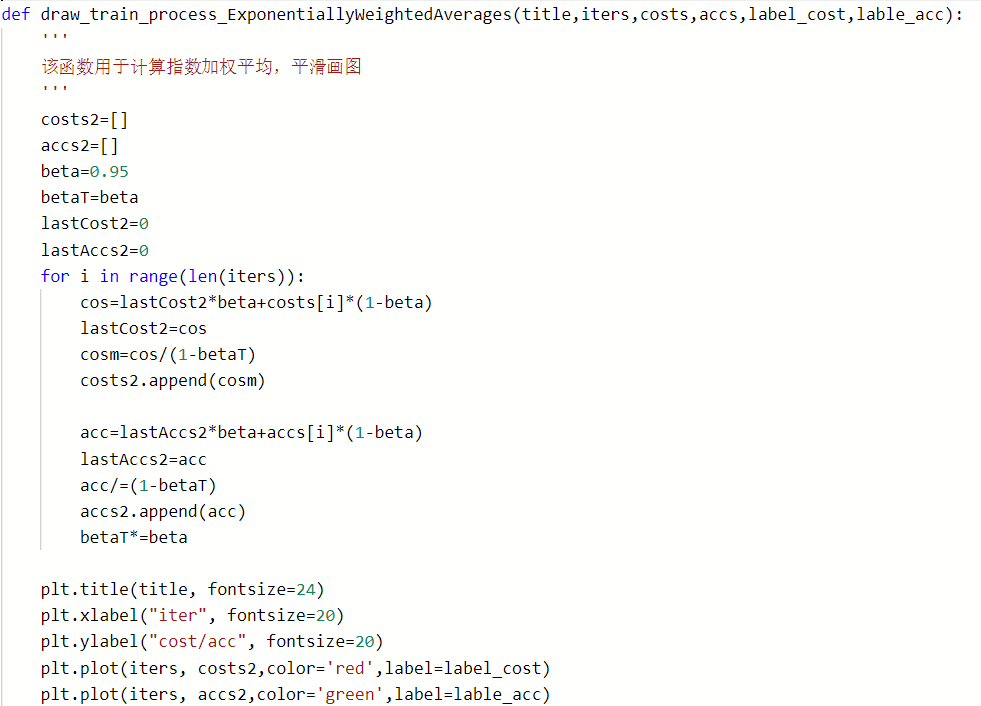 def draw_train_process_ExponentiallyWeightedAverages(title,iters,costs,accs,label_cost,lable_acc):
    '''
    该函数用于计算指数加权平均，平滑画图
    '''
    costs2=[]
    accs2=[]
    beta=0.95
    betaT=beta
    lastCost2=0
    lastAccs2=0
    for i in range(len(iters)):
        cos=lastCost2*beta+costs[i]*(1-beta)
        lastCost2=cos
        cosm=cos/(1-betaT)
        costs2.append(cosm)

        acc=lastAccs2*beta+accs[i]*(1-beta)
        lastAccs2=acc
        acc/=(1-betaT)
        accs2.append(acc)
        betaT*=beta

    plt.title(title, fontsize=24)
    plt.xlabel("iter", fontsize=20)
    plt.ylabel("cost/acc", fontsize=20)
    plt.plot(iters, costs2,color='red',label=label_cost)
    plt.plot(iters, accs2,color='green',label=lable_acc)